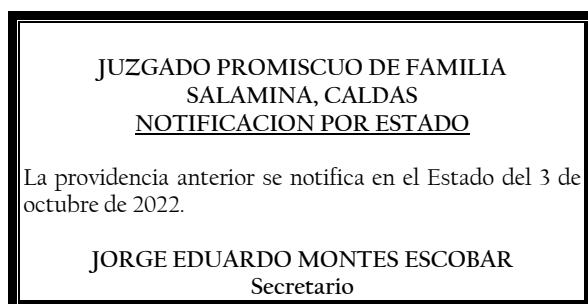 JUZGADO PROMISCUO DE FAMILIA
SALAMINA, CALDAS
NOTIFICACION POR ESTADO
La providencia anterior se notifica en el Estado del 3 de
octubre de 2022.
JORGE EDUARDO MONTES ESCOBAR
Secretario